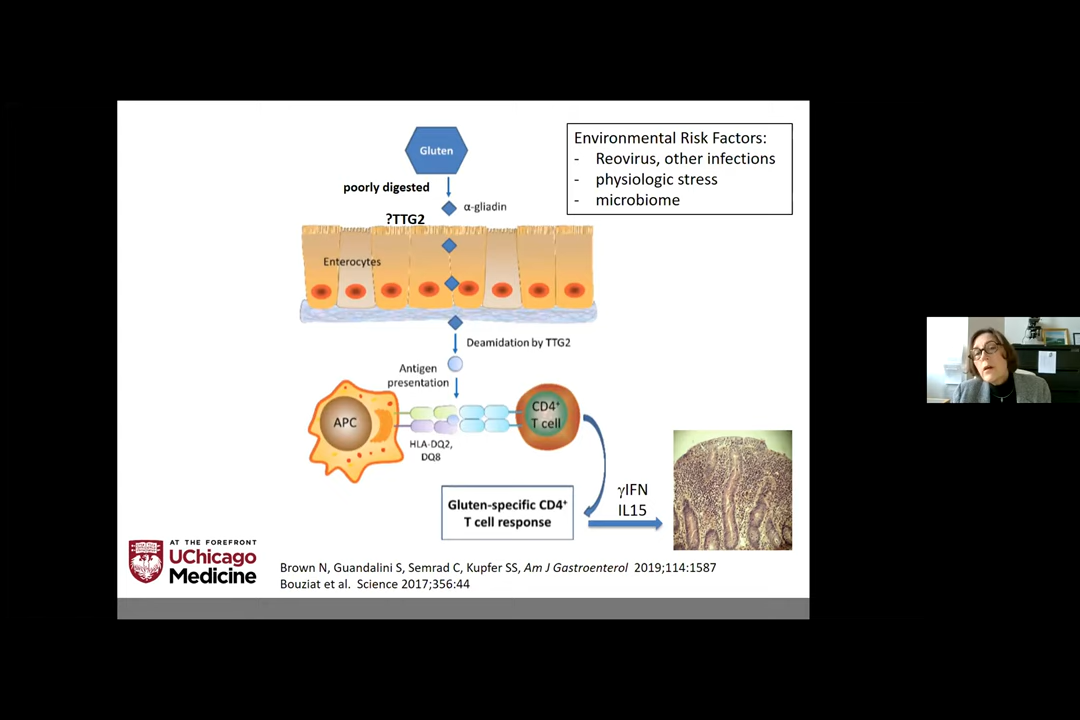 Gluten
poorly digested
α-gliadin
?TTG2
Enterocytes
Deamidation by TTG2
Antigen
presentation
APC
HLA-DQ2,
DQ8
CD4⁺
T cell
Gluten-specific CD4⁺
T cell response
γIFN
IL15
Environmental Risk Factors:
- Reovirus, other infections
- physiologic stress
- microbiome
AT THE FOREFRONT
UChicago
Medicine
Brown N, Guandalini S, Semrad C, Kupfer SS, Am J Gastroenterol 2019;114:1587
Bouziat et al. Science 2017;356:44